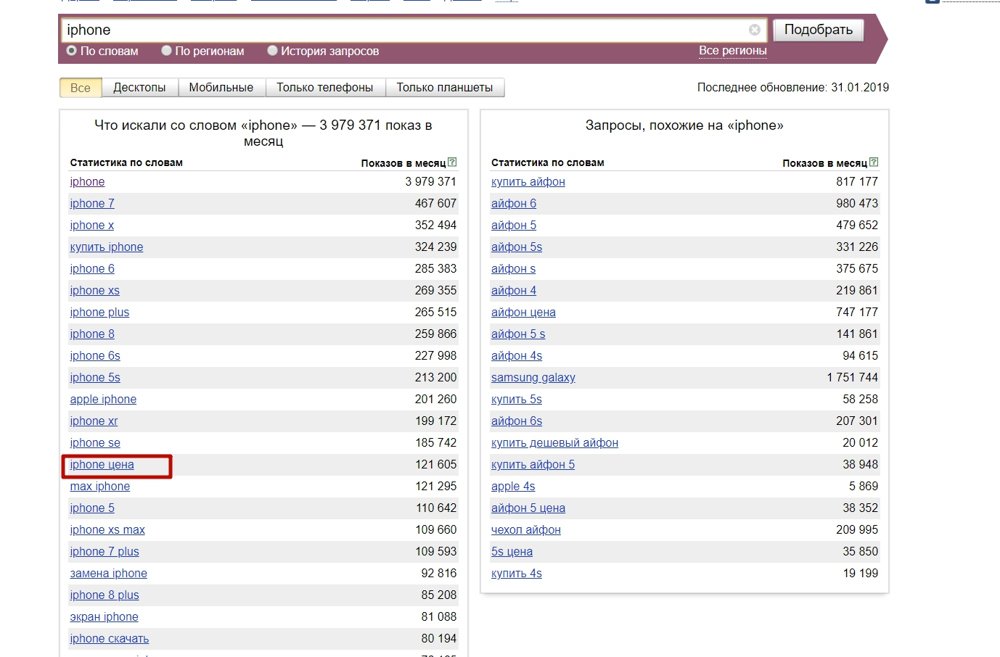 iphone
Подобрать
По словам
По регионам
История запросов
Все регионы
Все
Десктопы
Мобильные
Только телефоны
Только планшеты
Последнее обновление: 31.01.2019
Что искали со словом «iphone» — 3 979 371 показ в
месяц
Статистика по словам Показов в месяц ?
iphone 3 979 371
iphone 7 467 607
iphone x 352 494
купить iphone 324 239
iphone 6 285 383
iphone xs 269 355
iphone plus 265 515
iphone 8 259 866
iphone 6s 227 998
iphone 5s 213 200
apple iphone 201 260
iphone xr 199 172
iphone se 185 742
iphone цена 121 605
max iphone 121 295
iphone 5 110 642
iphone xs max 109 660
iphone 7 plus 109 593
замена iphone 92 816
iphone 8 plus 85 208
экран iphone 81 088
iphone скачать 80 194
Запросы, похожие на «iphone»
Статистика по словам Показов в месяц ?
купить айфон 817 177
айфон 6 980 473
айфон 5 479 652
айфон 5s 331 226
айфон s 375 675
айфон 4 219 861
айфон цена 747 177
айфон 5 s 141 861
айфон 4s 94 615
samsung galaxy 1 751 744
купить 5s 58 258
айфон 6s 207 301
купить дешевый айфон 20 012
купить айфон 5 38 948
apple 4s 5 869
айфон 5 цена 38 352
чехол айфон 209 995
5s цена 35 850
купить 4s 19 199